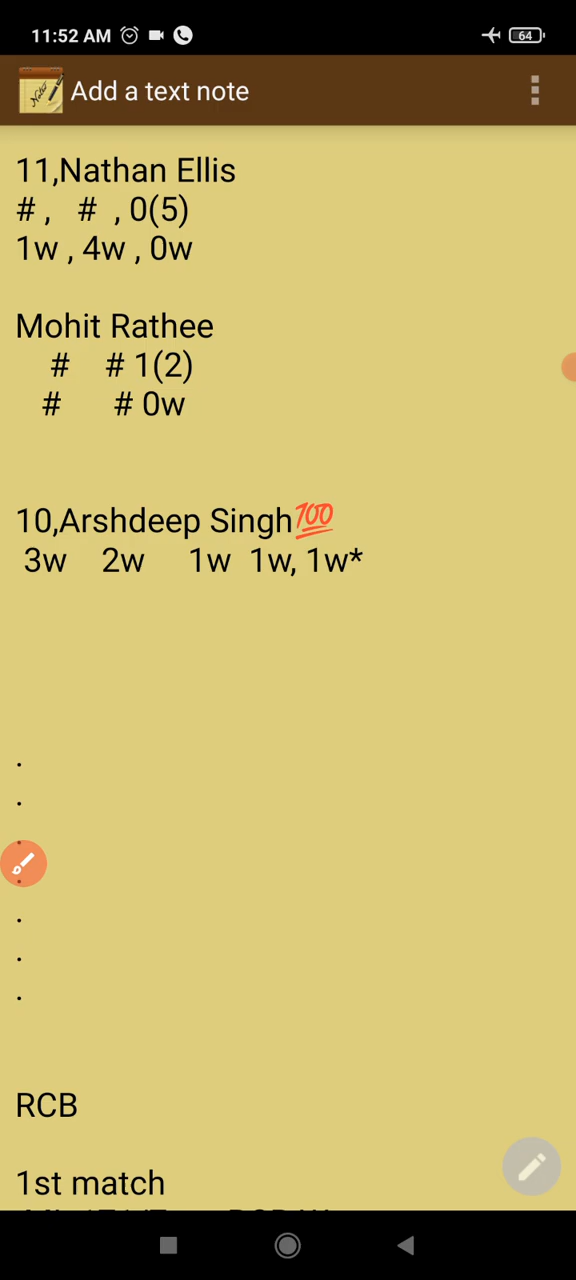 11:52 AM
64
Notes
Add a text note
11,Nathan Ellis
# ,   #  , 0(5)
1w , 4w , 0w
Mohit Rathee
#    # 1(2)
#      # 0w
10,Arshdeep Singh💯
3w    2w     1w  1w, 1w*
.
.
.
.
.
RCB
1st match